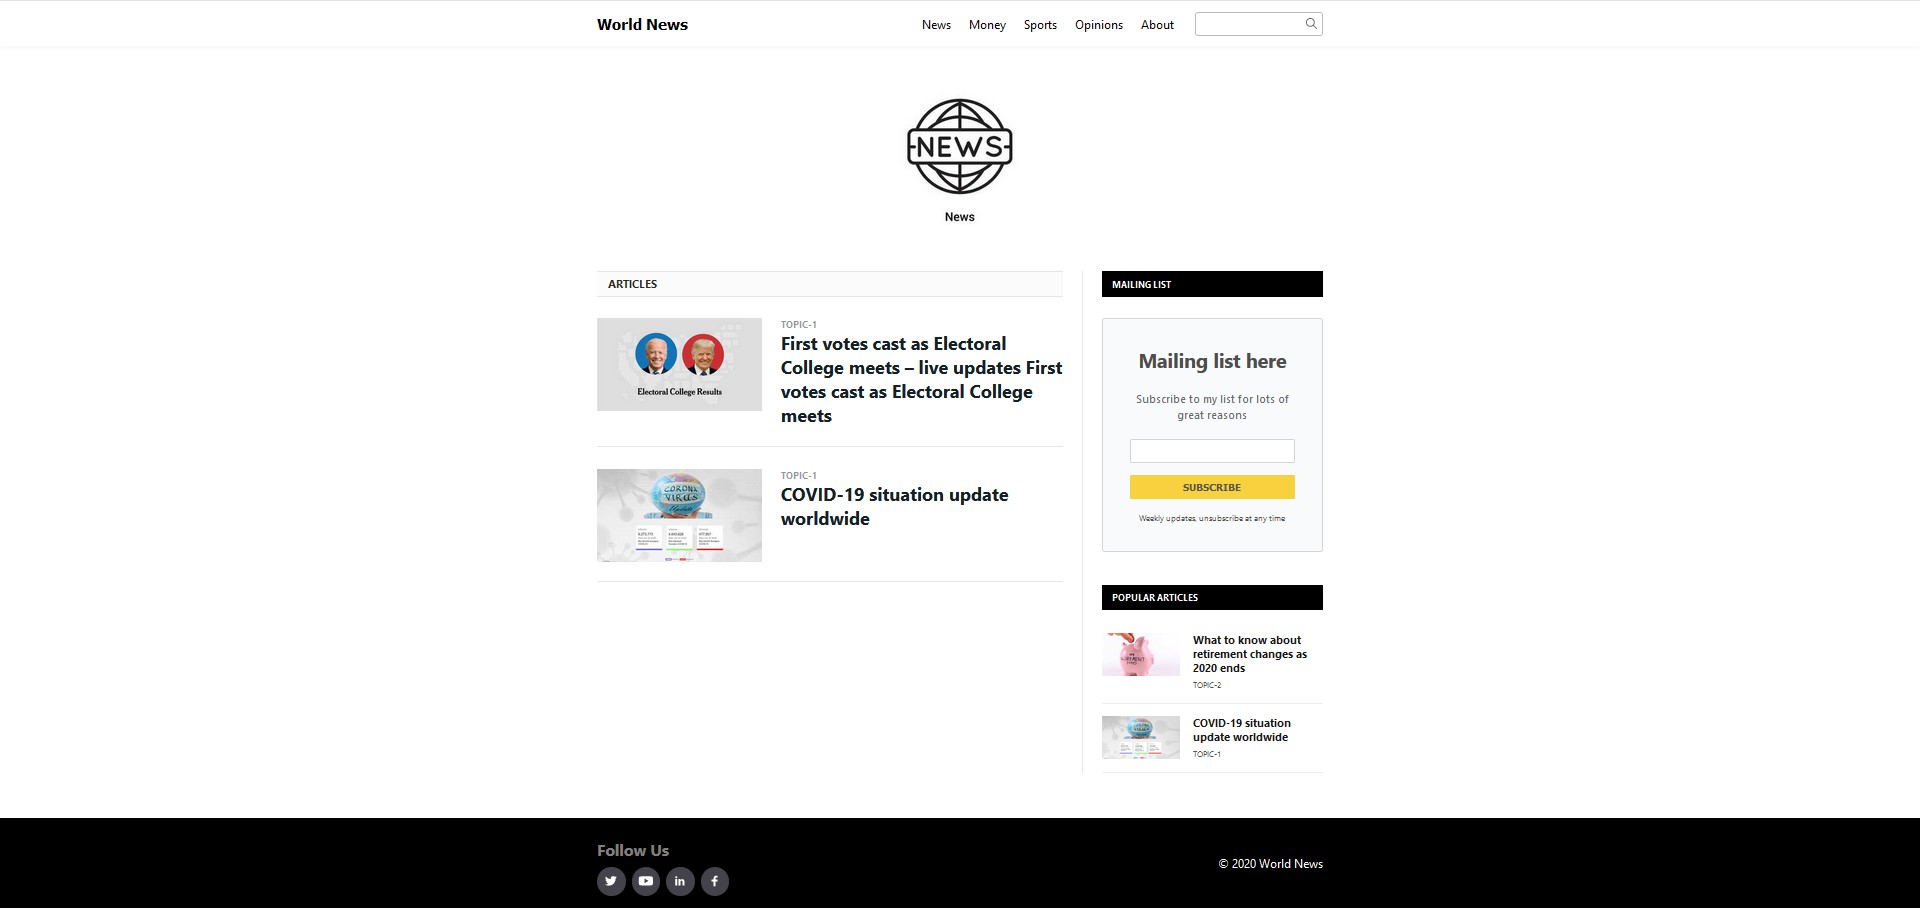 World News
News Money Sports Opinions About
NEWS
News
ARTICLES
TOPIC-1
First votes cast as Electoral
College meets – live updates First
votes cast as Electoral College
meets
Electoral College Results
TOPIC-1
COVID-19 situation update
worldwide
CORONA
VIRUS
Update
MAILING LIST
Mailing list here
Subscribe to my list for lots of
great reasons
SUBSCRIBE
Weekly updates, unsubscribe at any time
POPULAR ARTICLES
What to know about
retirement changes as
2020 ends
TOPIC-2
COVID-19 situation
update worldwide
TOPIC-1
Follow Us
© 2020 World News